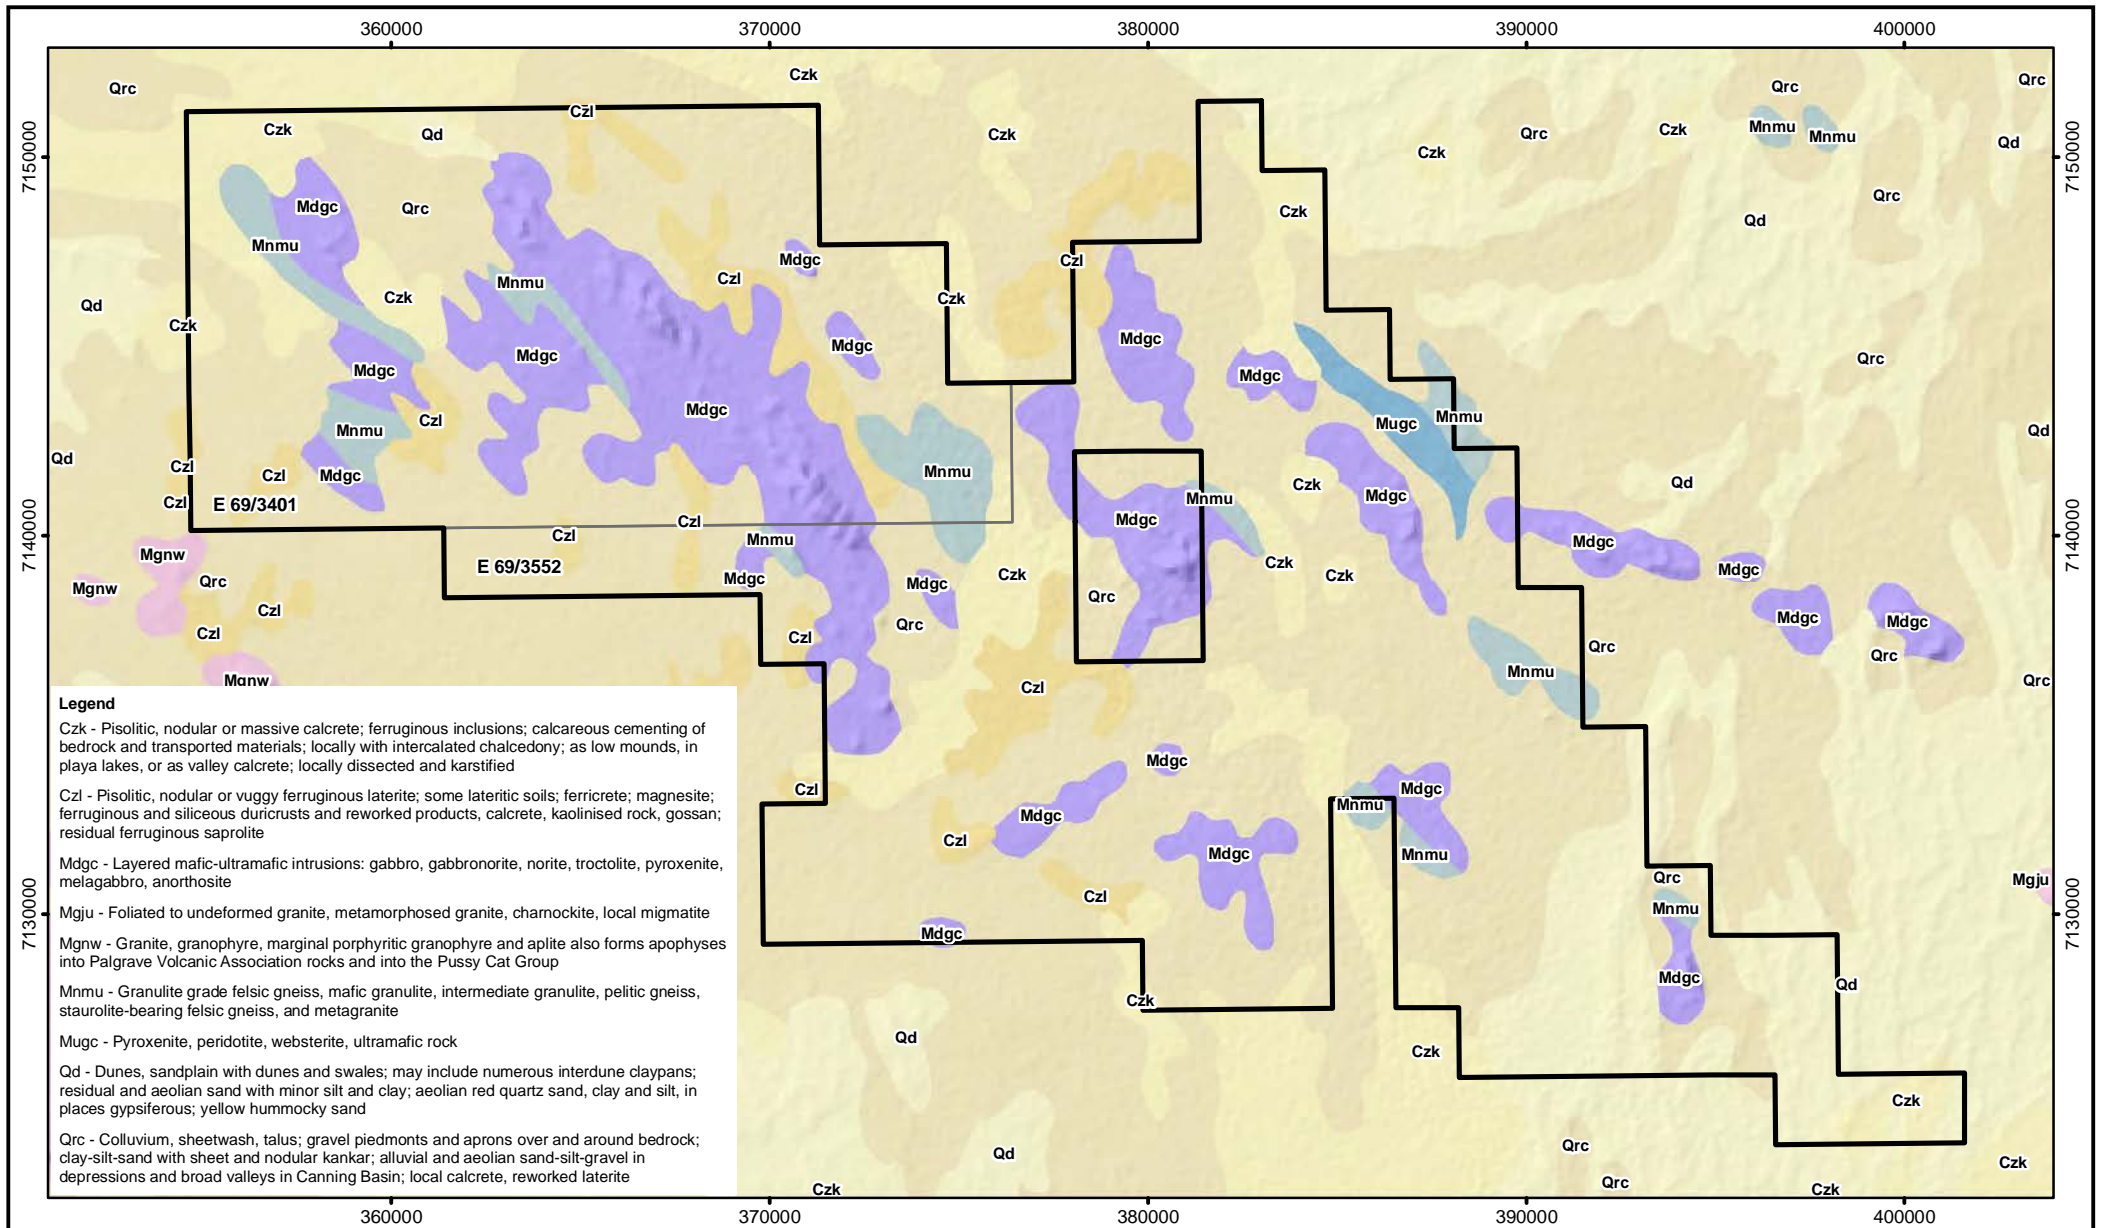 360000 370000 380000 390000 400000
Czk
Qrc
Qrc
Qrc
Czl
Czk
Qd
Czk
Qrc
Czk
Mnmu
Mnmu
Qd
Czk
7150000
7150000
Mdgc
Qrc
Czk
Qrc
Qd
Mnmu
Mdgc
Czl
Czl
Mnmu
Czk
Czk
Qd
Czk
Mdgc
Mdgc
Mdgc
Qrc
Mdgc
Mdgc
Mdgc
Mnmu
Czl
Mugc
Mnmu
Mnmu
Qd
Qd
Czl
Czl
Mdgc
Mnmu
Czk
Qd
Czl
E 69/3401
Mnmu
Mdgc
Mdgc
Czl
Czl
Mnmu
Mdgc
7140000
7140000
Mgnw
E 69/3552
Mdgc
Mdgc
Czk
Czk
Czk
Mdgc
Mgnw
Qrc
Qrc
Czl
Qrc
Mdgc
Mdgc
Czl
Czl
Qrc
Qrc
Mgnw
Mnmu
Qrc
Czl
Mdgc
Czl
Mdgc
Mnmu
Mdgc
Czl
Mdgc
Mnmu
Qrc
Mgju
Czl
Mnmu
7130000
7130000
Mdgc
Mdgc
Qd
Czk
Qd
Czk
Czk
Qd
Qrc
Czk
Czk
Qrc
Czk
Legend
Czk - Pisolitic, nodular or massive calcrete; ferruginous inclusions; calcareous cementing of
bedrock and transported materials; locally with intercalated chalcedony; as low mounds, in
playa lakes, or as valley calcrete; locally dissected and karstified
Czl - Pisolitic, nodular or vuggy ferruginous laterite; some lateritic soils; ferricrete; magnesite;
ferruginous and siliceous duricrusts and reworked products, calcrete, kaolinised rock, gossan;
residual ferruginous saprolite
Mdgc - Layered mafic-ultramafic intrusions: gabbro, gabbronorite, norite, troctolite, pyroxenite,
melagabbro, anorthosite
Mgju - Foliated to undeformed granite, metamorphosed granite, charnockite, local migmatite
Mgnw - Granite, granophyre, marginal porphyritic granophyre and aplite also forms apophyses
into Palgrave Volcanic Association rocks and into the Pussy Cat Group
Mnmu - Granulite grade felsic gneiss, mafic granulite, intermediate granulite, pelitic gneiss,
staurolite-bearing felsic gneiss, and metagranite
Mugc - Pyroxenite, peridotite, websterite, ultramafic rock
Qd - Dunes, sandplain with dunes and swales; may include numerous interdune claypans;
residual and aeolian sand with minor silt and clay; aeolian red quartz sand, clay and silt, in
places gypsiferous; yellow hummocky sand
Qrc - Colluvium, sheetwash, talus; gravel piedmonts and aprons over and around bedrock;
clay-silt-sand with sheet and nodular kankar; alluvial and aeolian sand-silt-gravel in
depressions and broad valleys in Canning Basin; local calcrete, reworked laterite
360000 370000 380000 390000 400000